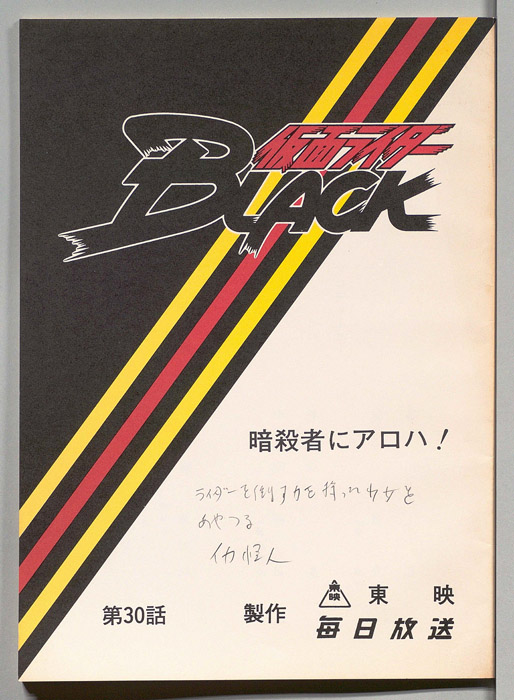 仮面ライダー
BLACK
暗殺者にアロハ!
ライダーを倒す力を持った少女を
あやつる
イカ怪人
第30話
製作
東映
東映
毎日放送